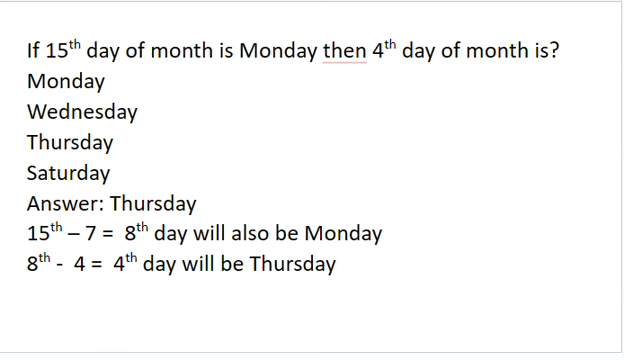 If 15th day of month is Monday then 4th day of month is?
Monday
Wednesday
Thursday
Saturday
Answer: Thursday
15th – 7 = 8th day will also be Monday
8th - 4 = 4th day will be Thursday